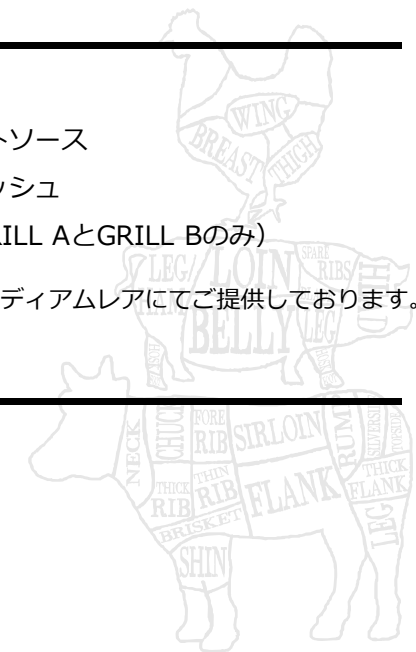 トソース
ッシュ
RILL AとGRILL Bのみ）
ディアムレアにてご提供しております。
WING
BREAST
THIGH
LEG/
LOIN
SPARE
RIBS
BELLY
LEG
NECK
CHUCK
FORE
RIB
SIRLOIN
RUMP
SILVERSIDE
TOPSIDE
THICK
RIB
THIN
RIB
FLANK
THICK
FLANK
BRISKET
LEG
SHIN